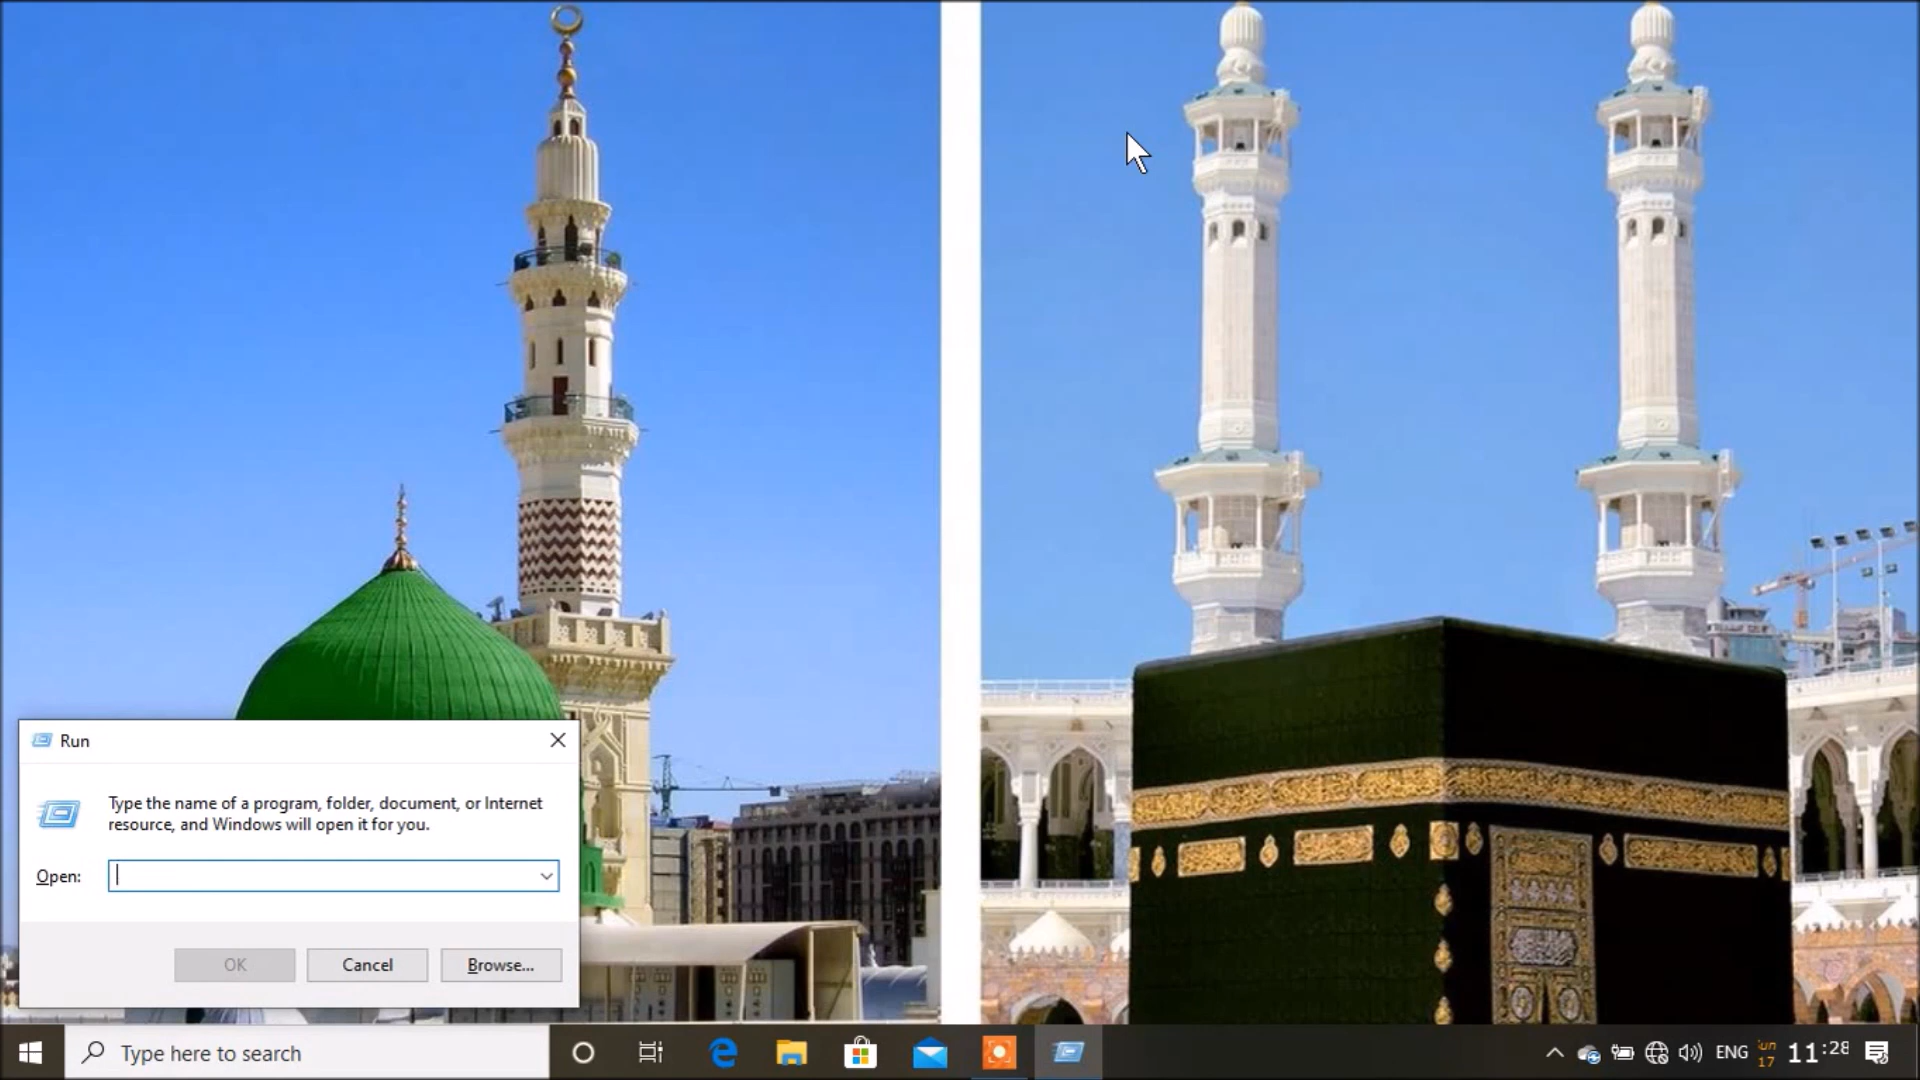 Run
Type the name of a program, folder, document, or Internet
resource, and Windows will open it for you.
Open:
OK
Cancel
Browse...
Type here to search
ENG
17
11:28